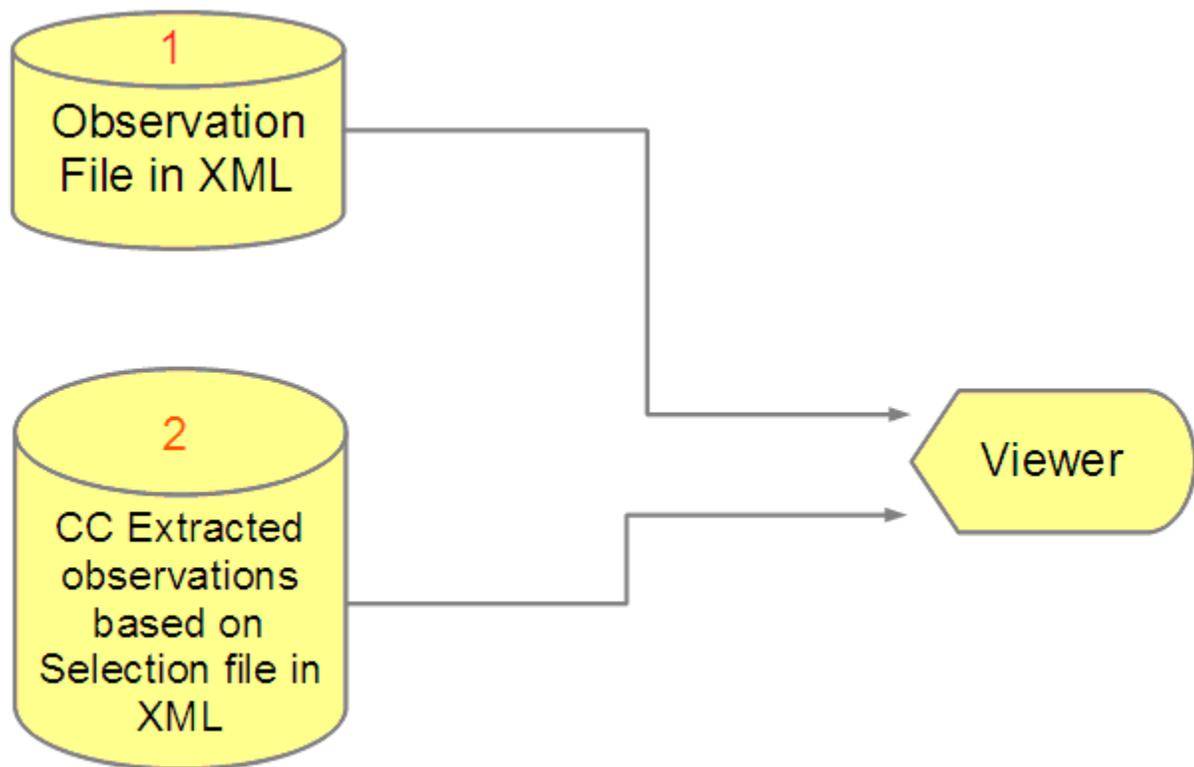 1
Observation
File in XML
2
CC Extracted
observations
based on
Selection file in
XML
Viewer